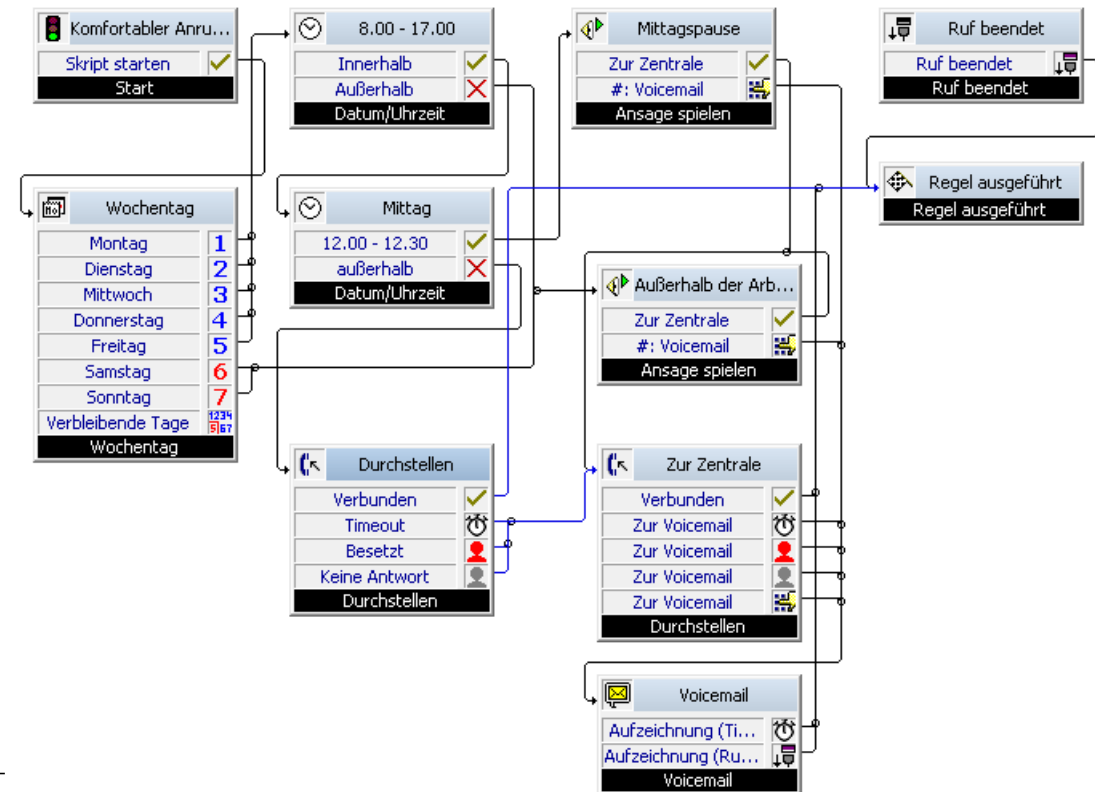 Komfortabler Anru...
Skript starten
Start
8.00 - 17.00
Innerhalb
Außerhalb
Datum/Uhrzeit
Mittagspause
Zur Zentrale
#: Voicemail
Ansage spielen
Ruf beendet
Ruf beendet
Ruf beendet
Regel ausgeführt
Regel ausgeführt
Wochentag
Montag 1
Dienstag 2
Mittwoch 3
Donnerstag 4
Freitag 5
Samstag 6
Sonntag 7
Verbleibende Tage 1234 567
Wochentag
Mittag
12.00 - 12.30
außerhalb
Datum/Uhrzeit
Außerhalb der Arb...
Zur Zentrale
#: Voicemail
Ansage spielen
Durchstellen
Verbunden
Timeout
Besetzt
Keine Antwort
Durchstellen
Zur Zentrale
Verbunden
Zur Voicemail
Zur Voicemail
Zur Voicemail
Zur Voicemail
Durchstellen
Voicemail
Aufzeichnung (Ti...
Aufzeichnung (Ru...
Voicemail